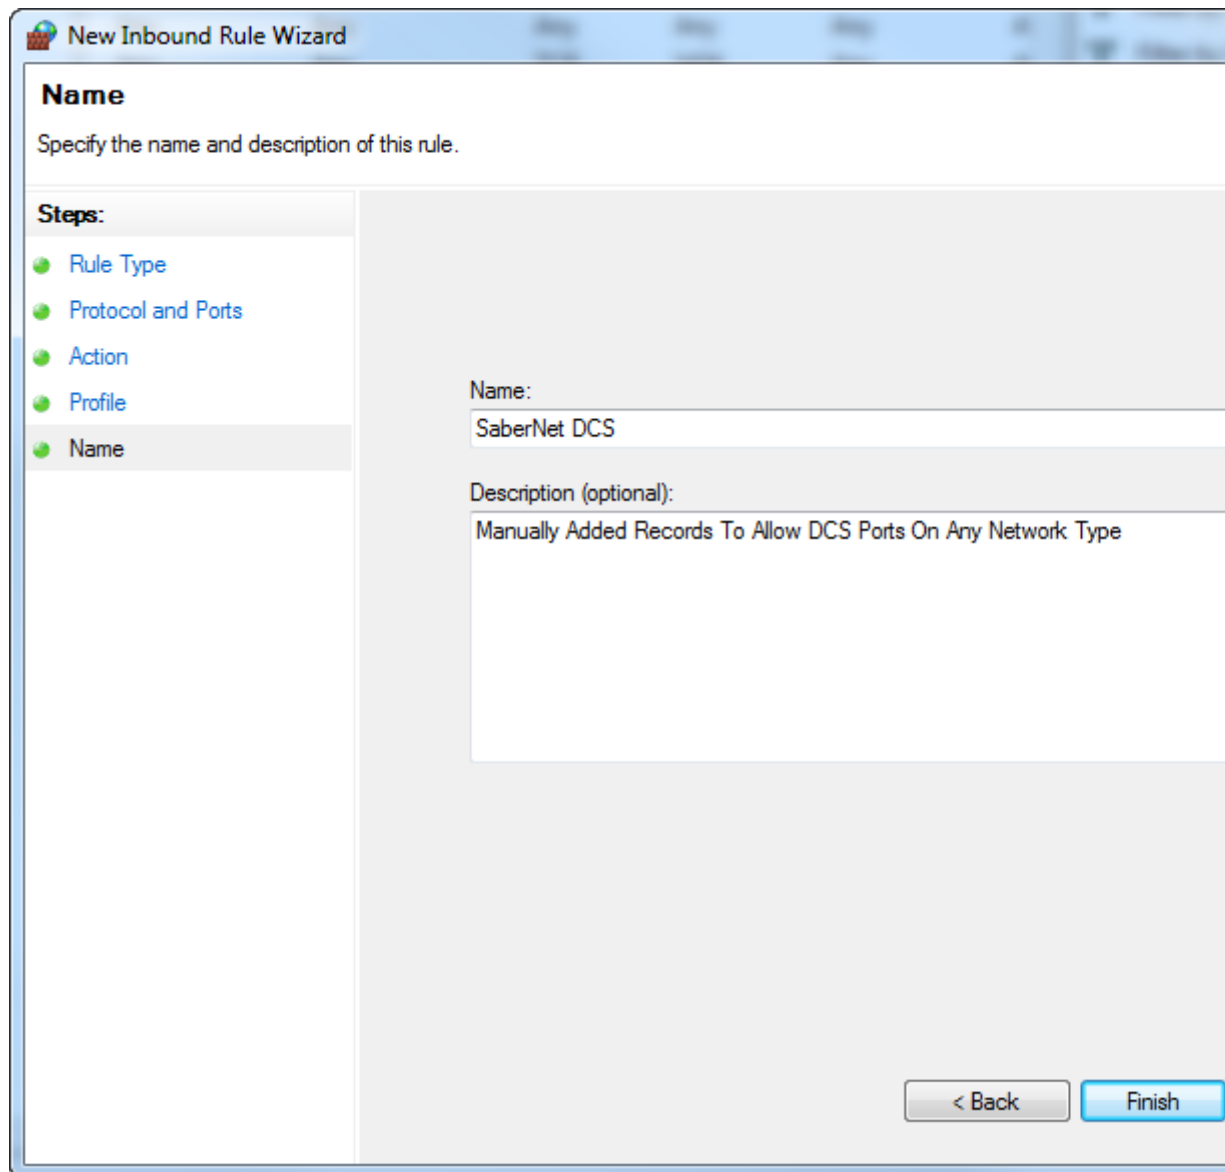 New Inbound Rule Wizard
Name
Specify the name and description of this rule.
Steps:
Rule Type
Protocol and Ports
Action
Profile
Name
Name:
SaberNet DCS
Description (optional):
Manually Added Records To Allow DCS Ports On Any Network Type
< Back
Finish